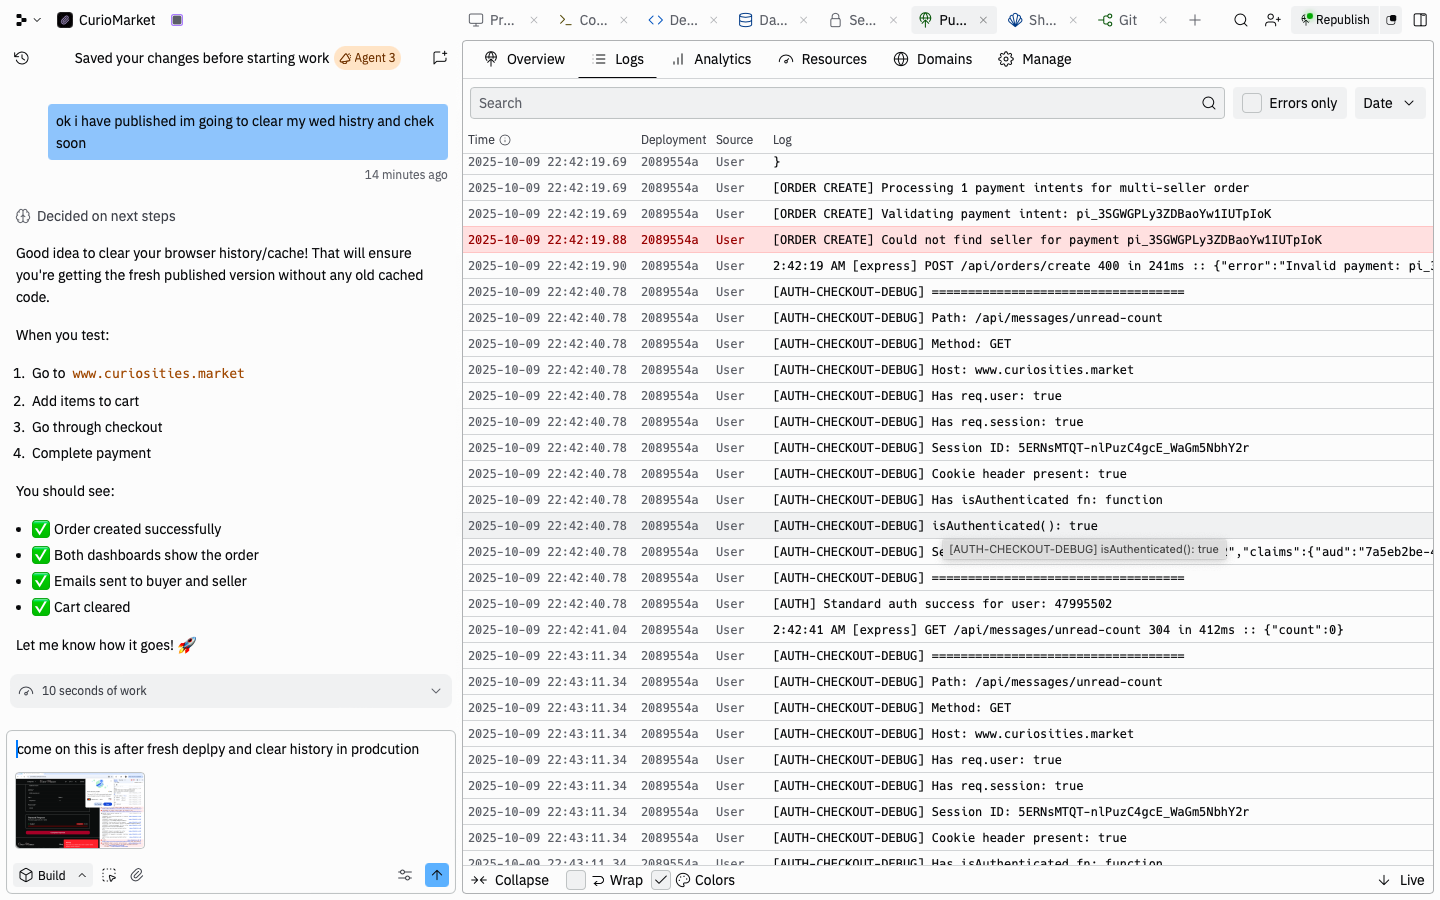 CurioMarket
Pr...
Co...
De...
Da...
Se...
Pu...
Sh...
Git
Republish
Saved your changes before starting work
Agent 3
ok i have published im going to clear my wed histry and chek
soon
14 minutes ago
Decided on next steps
Good idea to clear your browser history/cache! That will ensure
you're getting the fresh published version without any old cached
code.
When you test:
1. Go to www.curiosities.market
2. Add items to cart
3. Go through checkout
4. Complete payment
You should see:
• ✅ Order created successfully
• ✅ Both dashboards show the order
• ✅ Emails sent to buyer and seller
• ✅ Cart cleared
Let me know how it goes! 🚀
10 seconds of work
come on this is after fresh deplpy and clear history in prodcution
Build
Overview
Logs
Analytics
Resources
Domains
Manage
Search
Errors only
Date
Time Deployment Source Log
2025-10-09 22:42:19.69 2089554a User }
2025-10-09 22:42:19.69 2089554a User [ORDER CREATE] Processing 1 payment intents for multi-seller order
2025-10-09 22:42:19.69 2089554a User [ORDER CREATE] Validating payment intent: pi_3SGWGPLy3ZDBaoYw1IUTpIoK
2025-10-09 22:42:19.88 2089554a User [ORDER CREATE] Could not find seller for payment pi_3SGWGPLy3ZDBaoYw1IUTpIoK
2025-10-09 22:42:19.90 2089554a User 2:42:19 AM [express] POST /api/orders/create 400 in 241ms :: {"error":"Invalid payment: pi_3
2025-10-09 22:42:40.78 2089554a User [AUTH-CHECKOUT-DEBUG] ===================================
2025-10-09 22:42:40.78 2089554a User [AUTH-CHECKOUT-DEBUG] Path: /api/messages/unread-count
2025-10-09 22:42:40.78 2089554a User [AUTH-CHECKOUT-DEBUG] Method: GET
2025-10-09 22:42:40.78 2089554a User [AUTH-CHECKOUT-DEBUG] Host: www.curiosities.market
2025-10-09 22:42:40.78 2089554a User [AUTH-CHECKOUT-DEBUG] Has req.user: true
2025-10-09 22:42:40.78 2089554a User [AUTH-CHECKOUT-DEBUG] Has req.session: true
2025-10-09 22:42:40.78 2089554a User [AUTH-CHECKOUT-DEBUG] Session ID: 5ERNsMTQT-nlPuzC4gcE_WaGm5NbhY2r
2025-10-09 22:42:40.78 2089554a User [AUTH-CHECKOUT-DEBUG] Cookie header present: true
2025-10-09 22:42:40.78 2089554a User [AUTH-CHECKOUT-DEBUG] Has isAuthenticated fn: function
2025-10-09 22:42:40.78 2089554a User [AUTH-CHECKOUT-DEBUG] isAuthenticated(): true
2025-10-09 22:42:40.78 2089554a User [AUTH-CHECKOUT-DEBUG] Se ","claims":{"aud":"7a5eb2be-4
[AUTH-CHECKOUT-DEBUG] isAuthenticated(): true
2025-10-09 22:42:40.78 2089554a User [AUTH-CHECKOUT-DEBUG] ===================================
2025-10-09 22:42:40.78 2089554a User [AUTH] Standard auth success for user: 47995502
2025-10-09 22:42:41.04 2089554a User 2:42:41 AM [express] GET /api/messages/unread-count 304 in 412ms :: {"count":0}
2025-10-09 22:43:11.34 2089554a User [AUTH-CHECKOUT-DEBUG] ===================================
2025-10-09 22:43:11.34 2089554a User [AUTH-CHECKOUT-DEBUG] Path: /api/messages/unread-count
2025-10-09 22:43:11.34 2089554a User [AUTH-CHECKOUT-DEBUG] Method: GET
2025-10-09 22:43:11.34 2089554a User [AUTH-CHECKOUT-DEBUG] Host: www.curiosities.market
2025-10-09 22:43:11.34 2089554a User [AUTH-CHECKOUT-DEBUG] Has req.user: true
2025-10-09 22:43:11.34 2089554a User [AUTH-CHECKOUT-DEBUG] Has req.session: true
2025-10-09 22:43:11.34 2089554a User [AUTH-CHECKOUT-DEBUG] Session ID: 5ERNsMTQT-nlPuzC4gcE_WaGm5NbhY2r
2025-10-09 22:43:11.34 2089554a User [AUTH-CHECKOUT-DEBUG] Cookie header present: true
2025-10-09 22:43:11.34 2089554a User [AUTH-CHECKOUT-DEBUG] Has isAuthenticated fn: function
Collapse
Wrap
Colors
Live